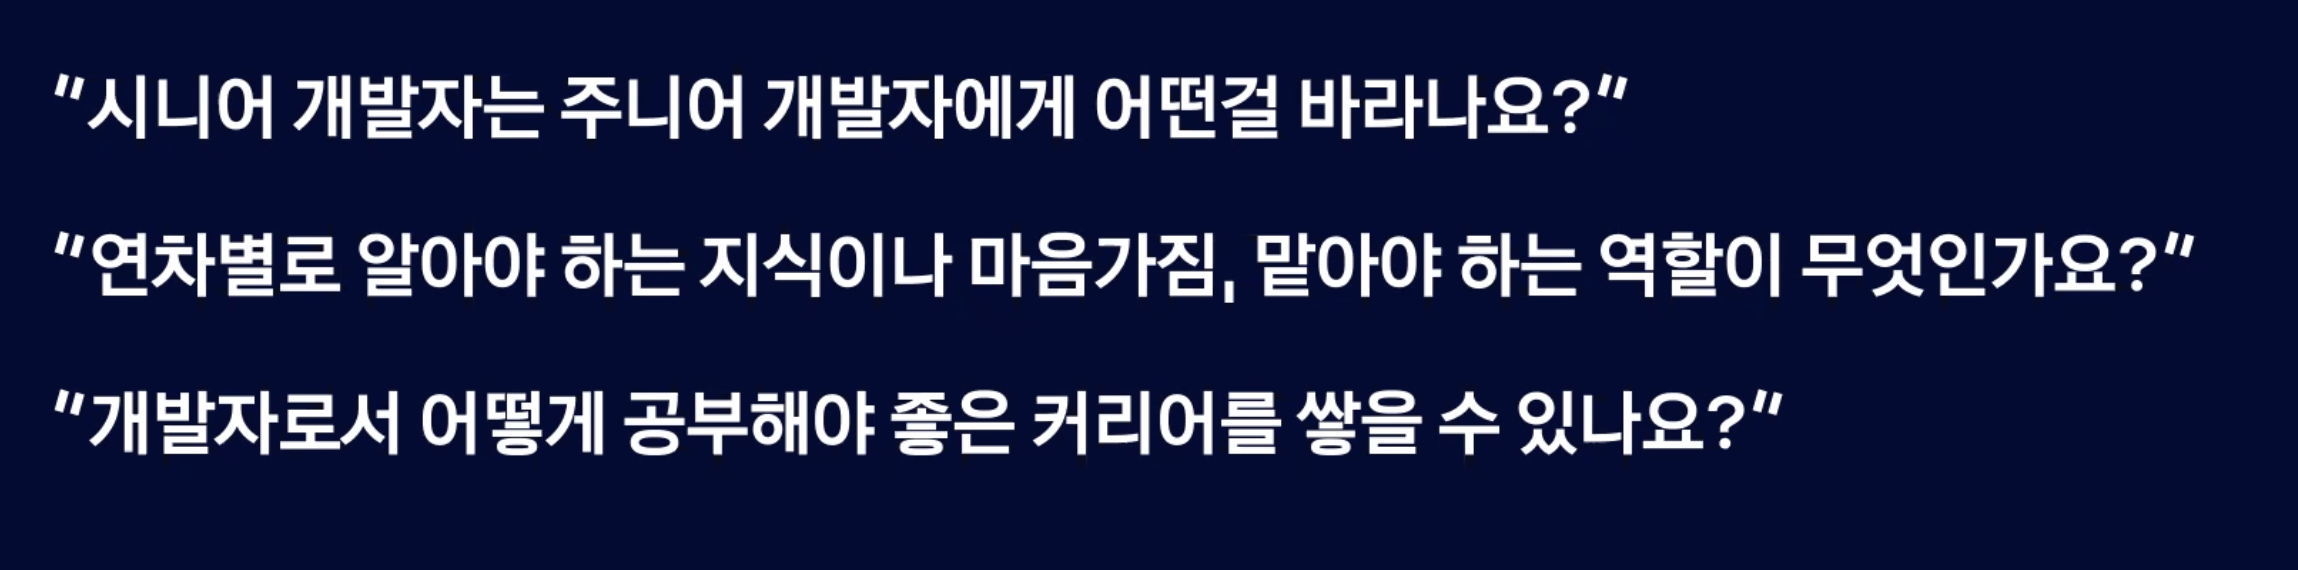 "시니어 개발자는 주니어 개발자에게 어떤걸 바라나요?"
"연차별로 알아야 하는 지식이나 마음가짐, 맡아야 하는 역할이 무엇인가요?"
"개발자로서 어떻게 공부해야 좋은 커리어를 쌓을 수 있나요?"